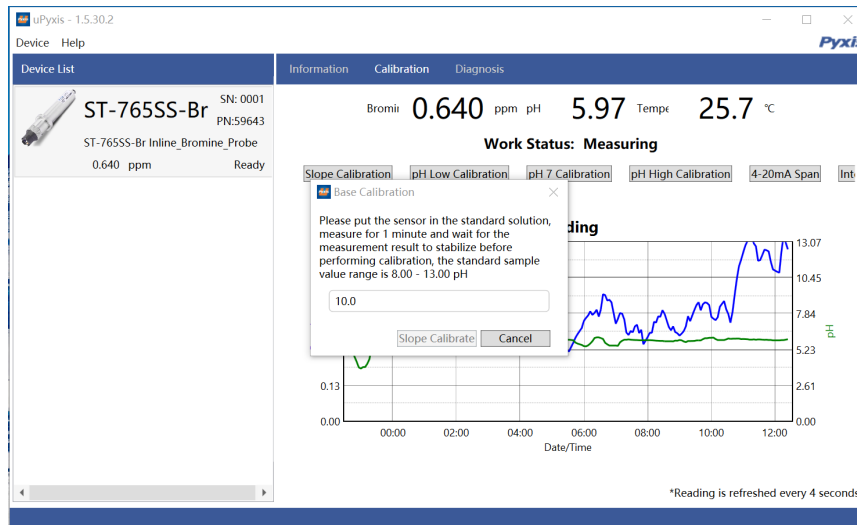 uPyxis - 1.5.30.2
Device Help
Pyxis
Device List
Information Calibration Diagnosis
ST-765SS-Br
SN: 0001
PN:59643
ST-765SS-Br Inline_Bromine_Probe
0.640 ppm Ready
Bromi 0.640 ppm pH 5.97 Tempe 25.7 °C
Work Status: Measuring
Slope Calibration pH Low Calibration pH 7 Calibration pH High Calibration 4-20mA Span Int
Base Calibration
Please put the sensor in the standard solution,
measure for 1 minute and wait for the
measurement result to stabilize before
performing calibration, the standard sample
value range is 8.00 - 13.00 pH
10.0
Slope Calibrate Cancel
ding
13.07
10.45
7.84
5.23
0.13 2.61
0.00 0.00
pH
00:00 02:00 04:00 06:00 08:00 10:00 12:00
Date/Time
*Reading is refreshed every 4 seconds